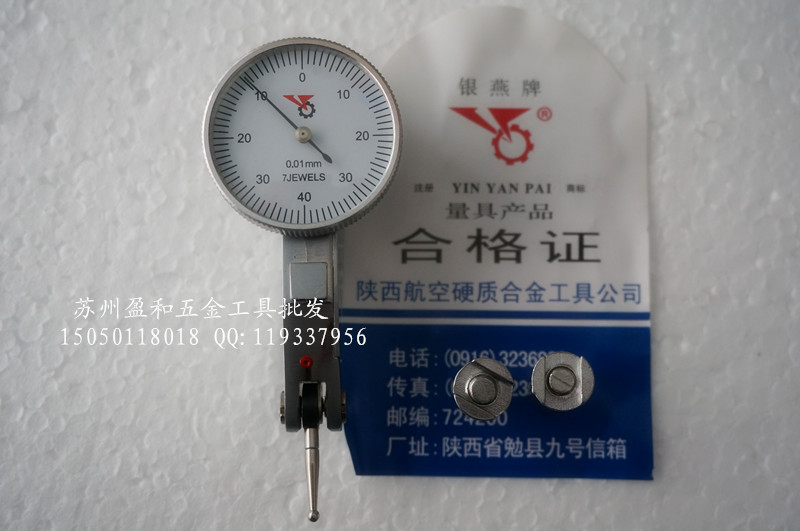 0
10 10
20 20
30 30
40
0.01mm
7JEWELS
银燕牌
®
注册 YIN YAN PAI 商标
量具产品
合格证
陕西航空硬质合金工具公司
电话:(0916)3236
传真:(
邮编:724200
厂址:陕西省勉县九号信箱
苏州盈和五金工具批发
15050118018 QQ:119337956